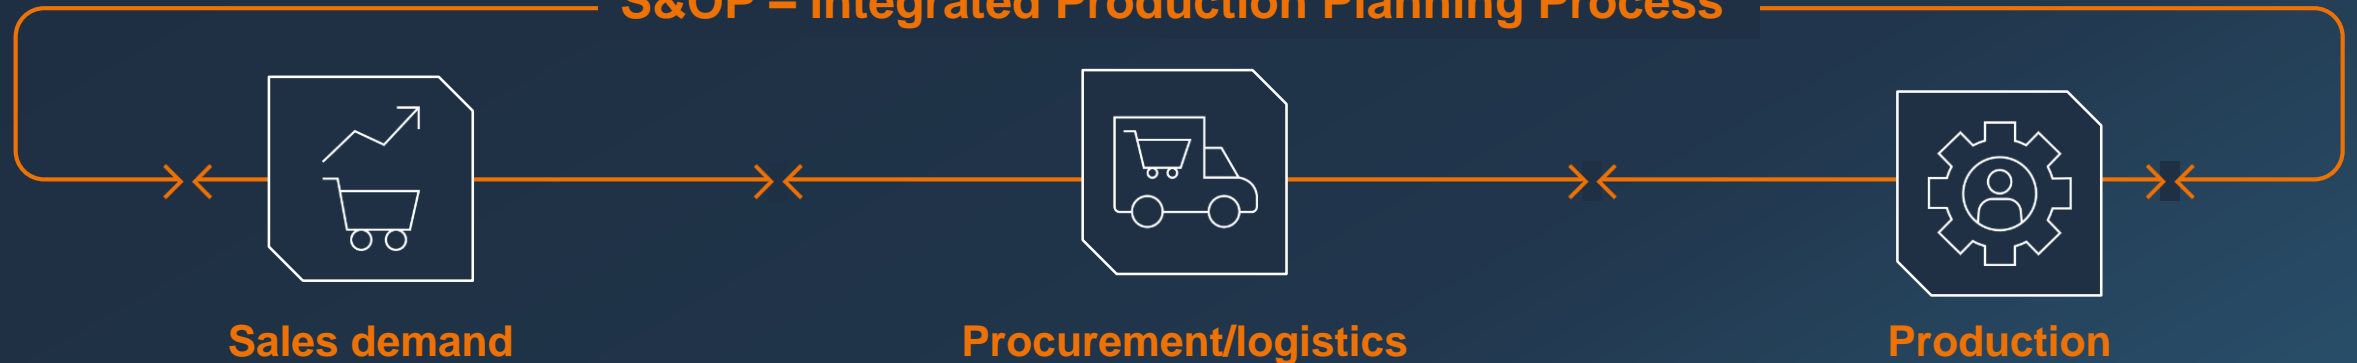 S&OP – Integrated Production Planning Process
Sales demand
Procurement/logistics
Production